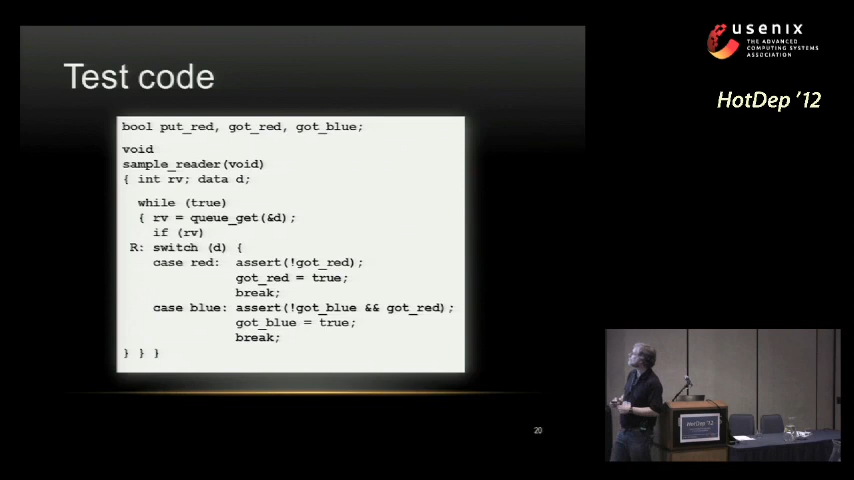 Test code
bool put_red, got_red, got_blue;
void
sample_reader(void)
{ int rv; data d;
while (true)
{ rv = queue_get(&d);
if (rv)
R: switch (d) {
case red: assert(!got_red);
got_red = true;
break;
case blue: assert(!got_blue && got_red);
got_blue = true;
break;
} } }
20
usenix
THE ADVANCED
COMPUTING SYSTEMS
ASSOCIATION
HotDep '12
HotDep '12